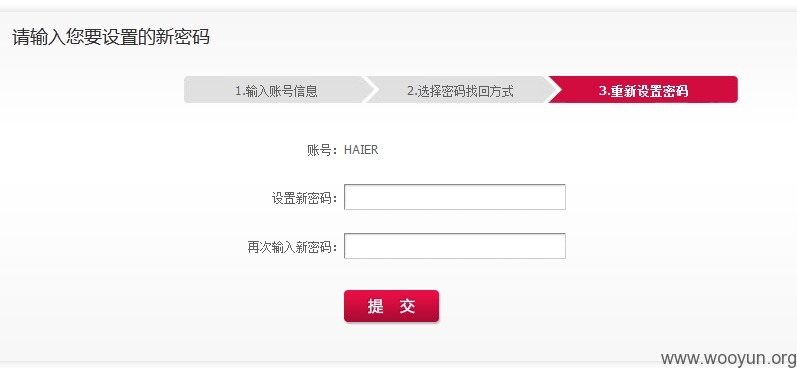 请输入您要设置的新密码
1.输入账号信息 2.选择密码找回方式 3.重新设置密码
账号：HAIER
设置新密码：
再次输入新密码：
提 交
www.wooyun.org